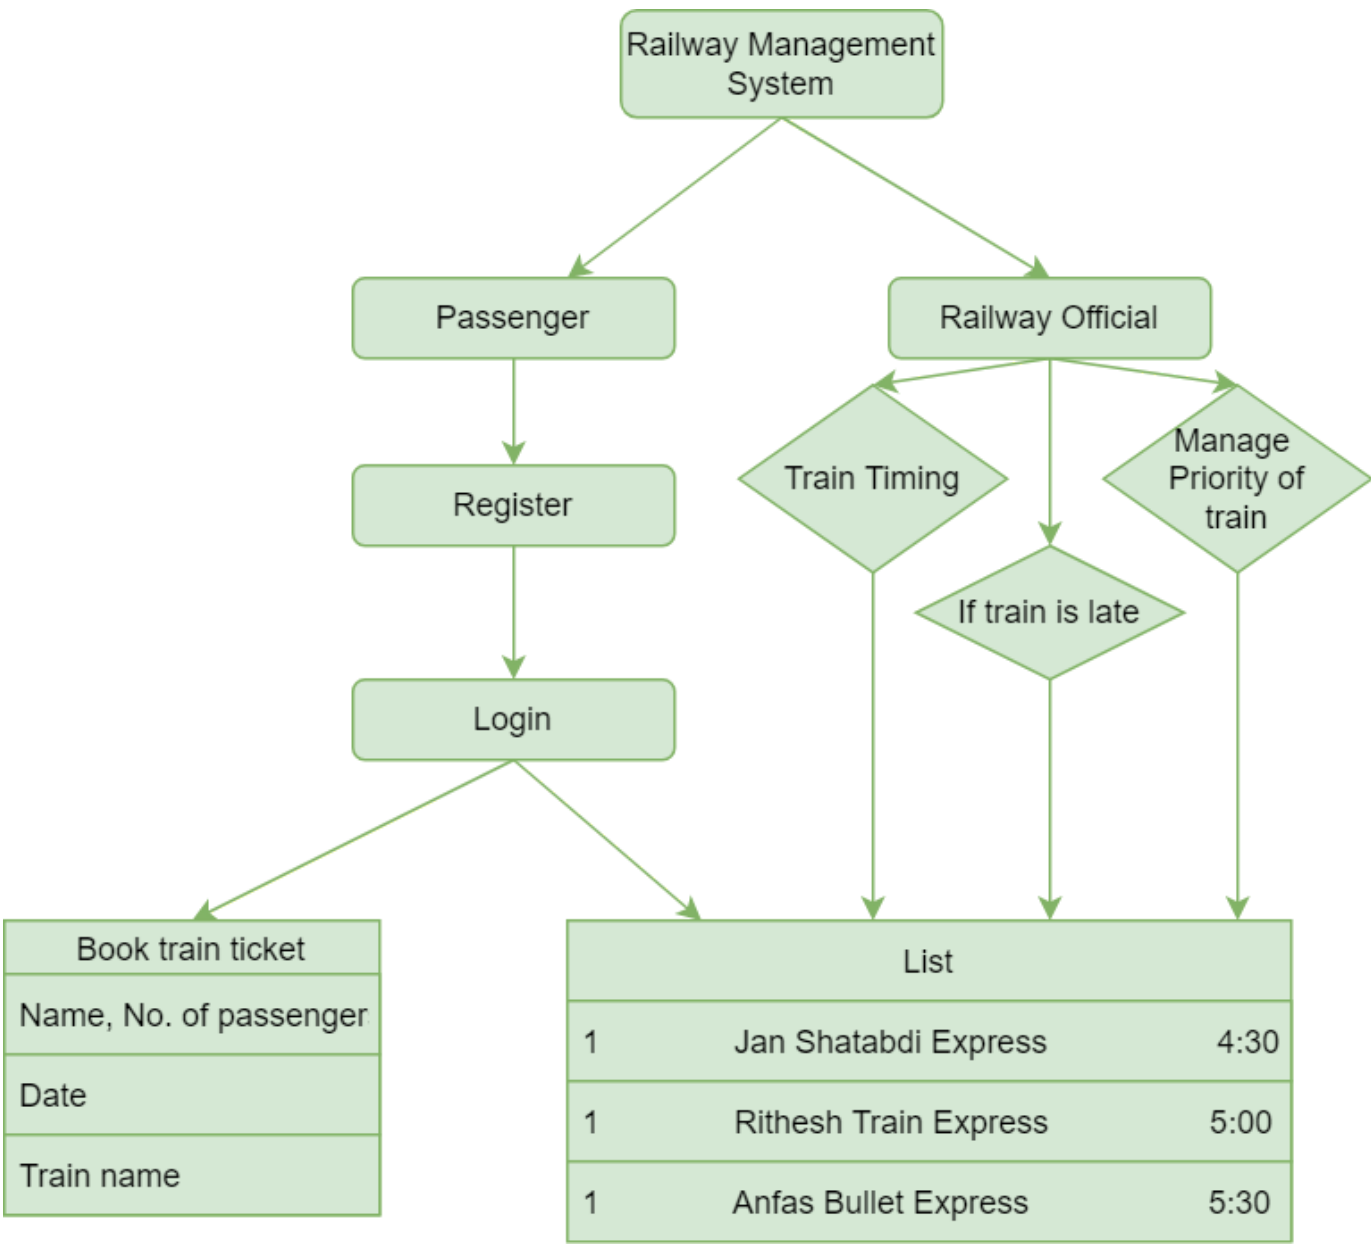 Railway Management
System
Passenger
Railway Official
Register
Train Timing
Manage
Priority of
train
If train is late
Login
Book train ticket
Name, No. of passenger
Date
Train name
List
1 Jan Shatabdi Express 4:30
1 Rithesh Train Express 5:00
1 Anfas Bullet Express 5:30